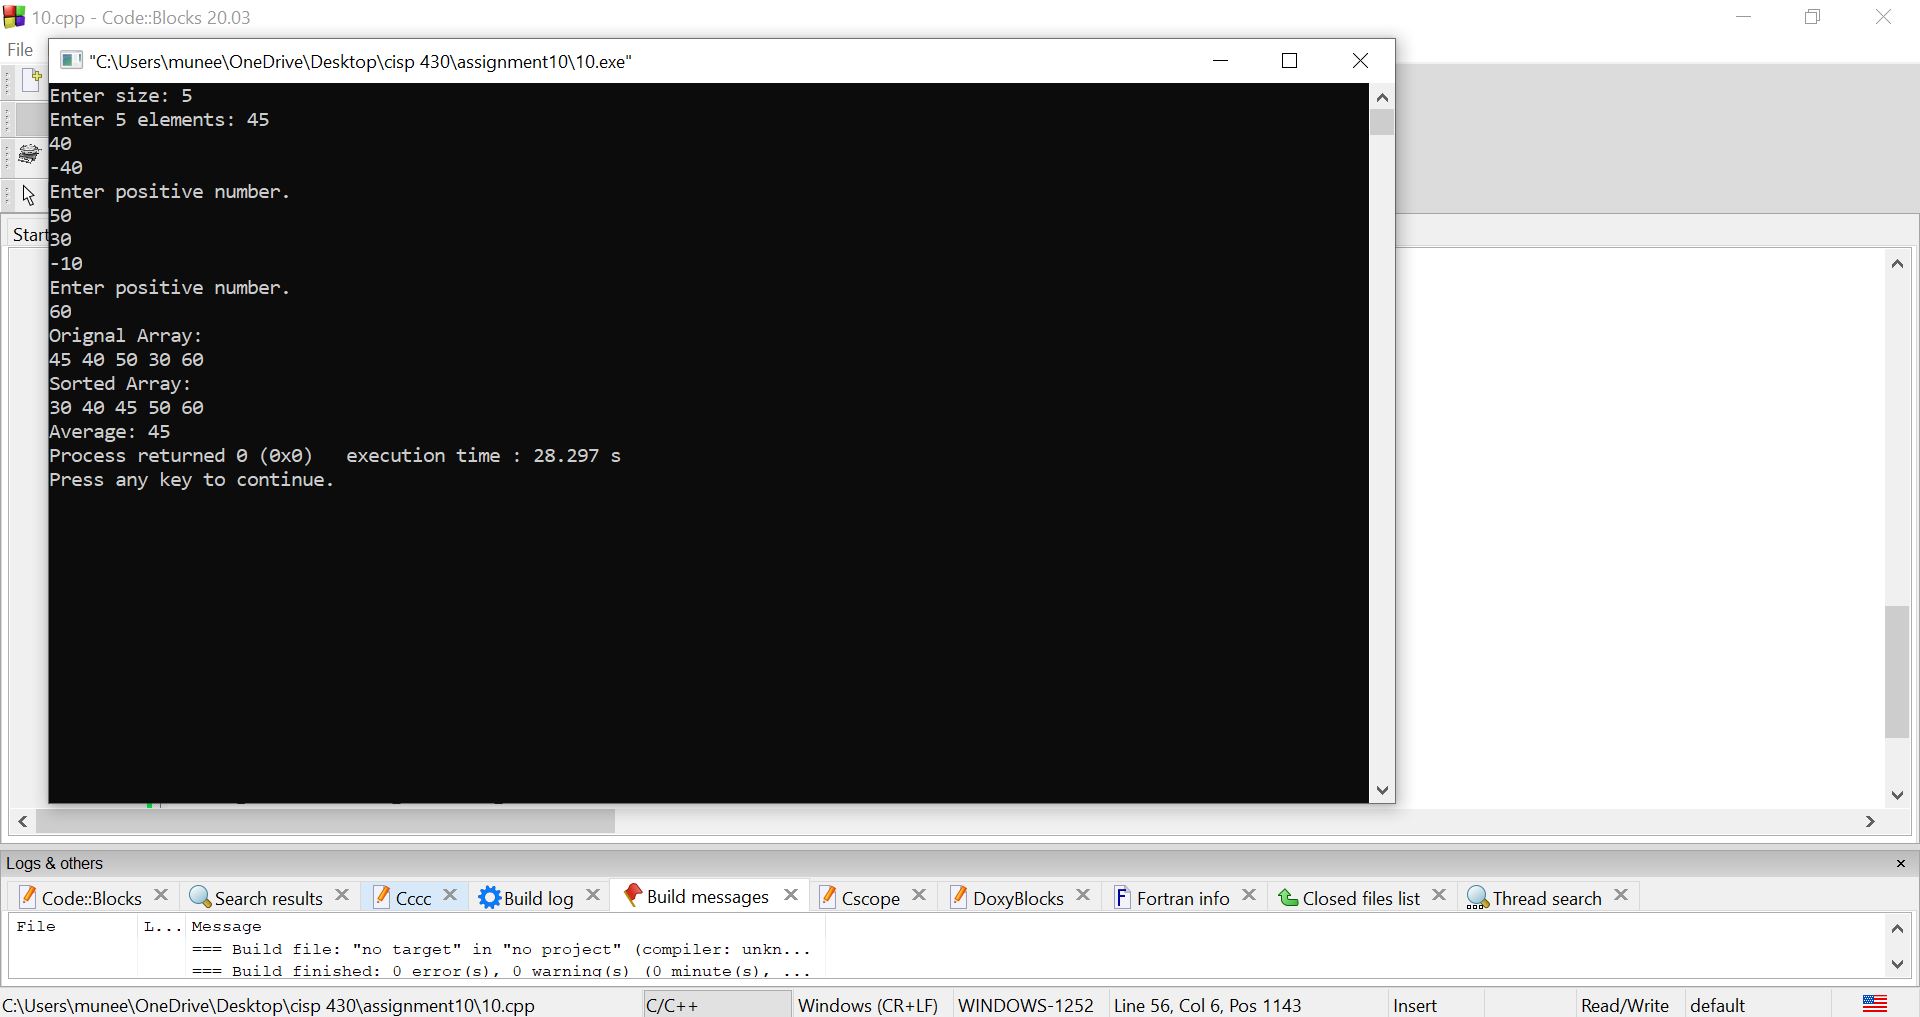 10.cpp - Code::Blocks 20.03
File
"C:\Users\munee\OneDrive\Desktop\cisp 430\assignment10\10.exe"
Enter size: 5
Enter 5 elements: 45
40
-40
Enter positive number.
50
Start
30
-10
Enter positive number.
60
Orignal Array:
45 40 50 30 60
Sorted Array:
30 40 45 50 60
Average: 45
Process returned 0 (0x0)   execution time : 28.297 s
Press any key to continue.
Logs & others
Code::Blocks Search results Cccc Build log Build messages Cscope DoxyBlocks Fortran info Closed files list Thread search
File L... Message
=== Build file: "no target" in "no project" (compiler: unkn...
=== Build finished: 0 error(s), 0 warning(s) (0 minute(s), ...
C:\Users\munee\OneDrive\Desktop\cisp 430\assignment10\10.cpp C/C++ Windows (CR+LF) WINDOWS-1252 Line 56, Col 6, Pos 1143 Insert Read/Write default